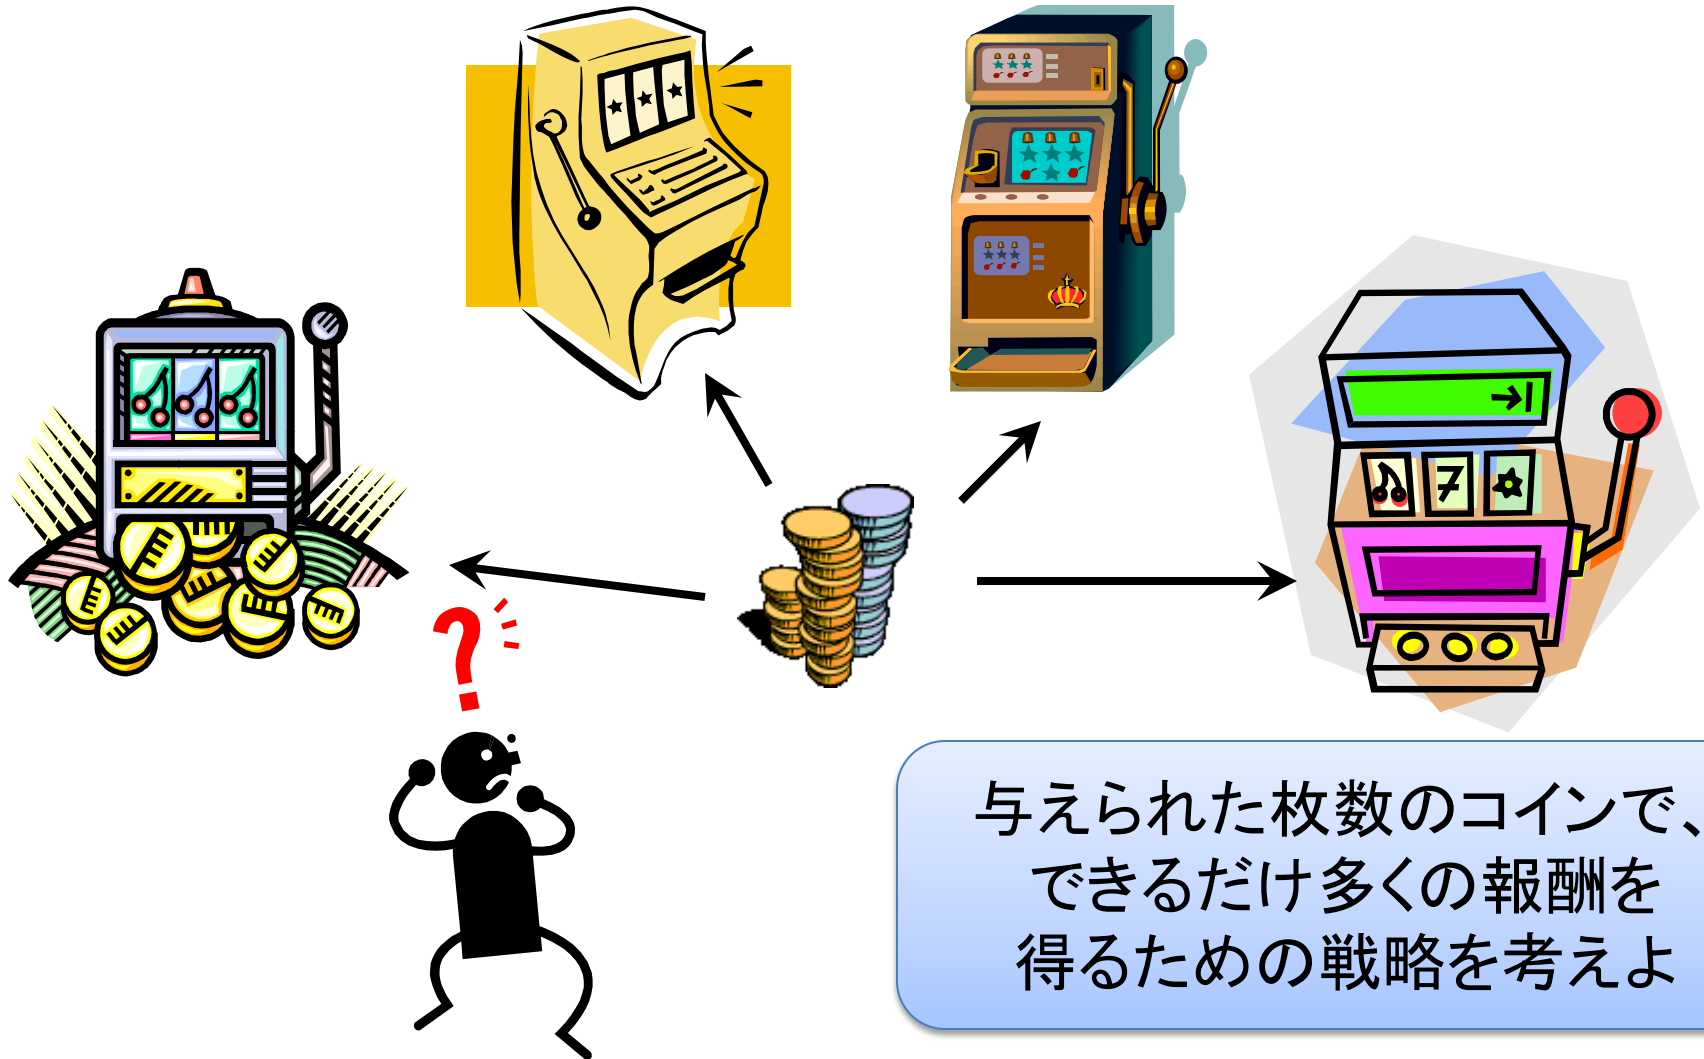 7
?
与えられた枚数のコインで、
できるだけ多くの報酬を
得るための戦略を考えよ